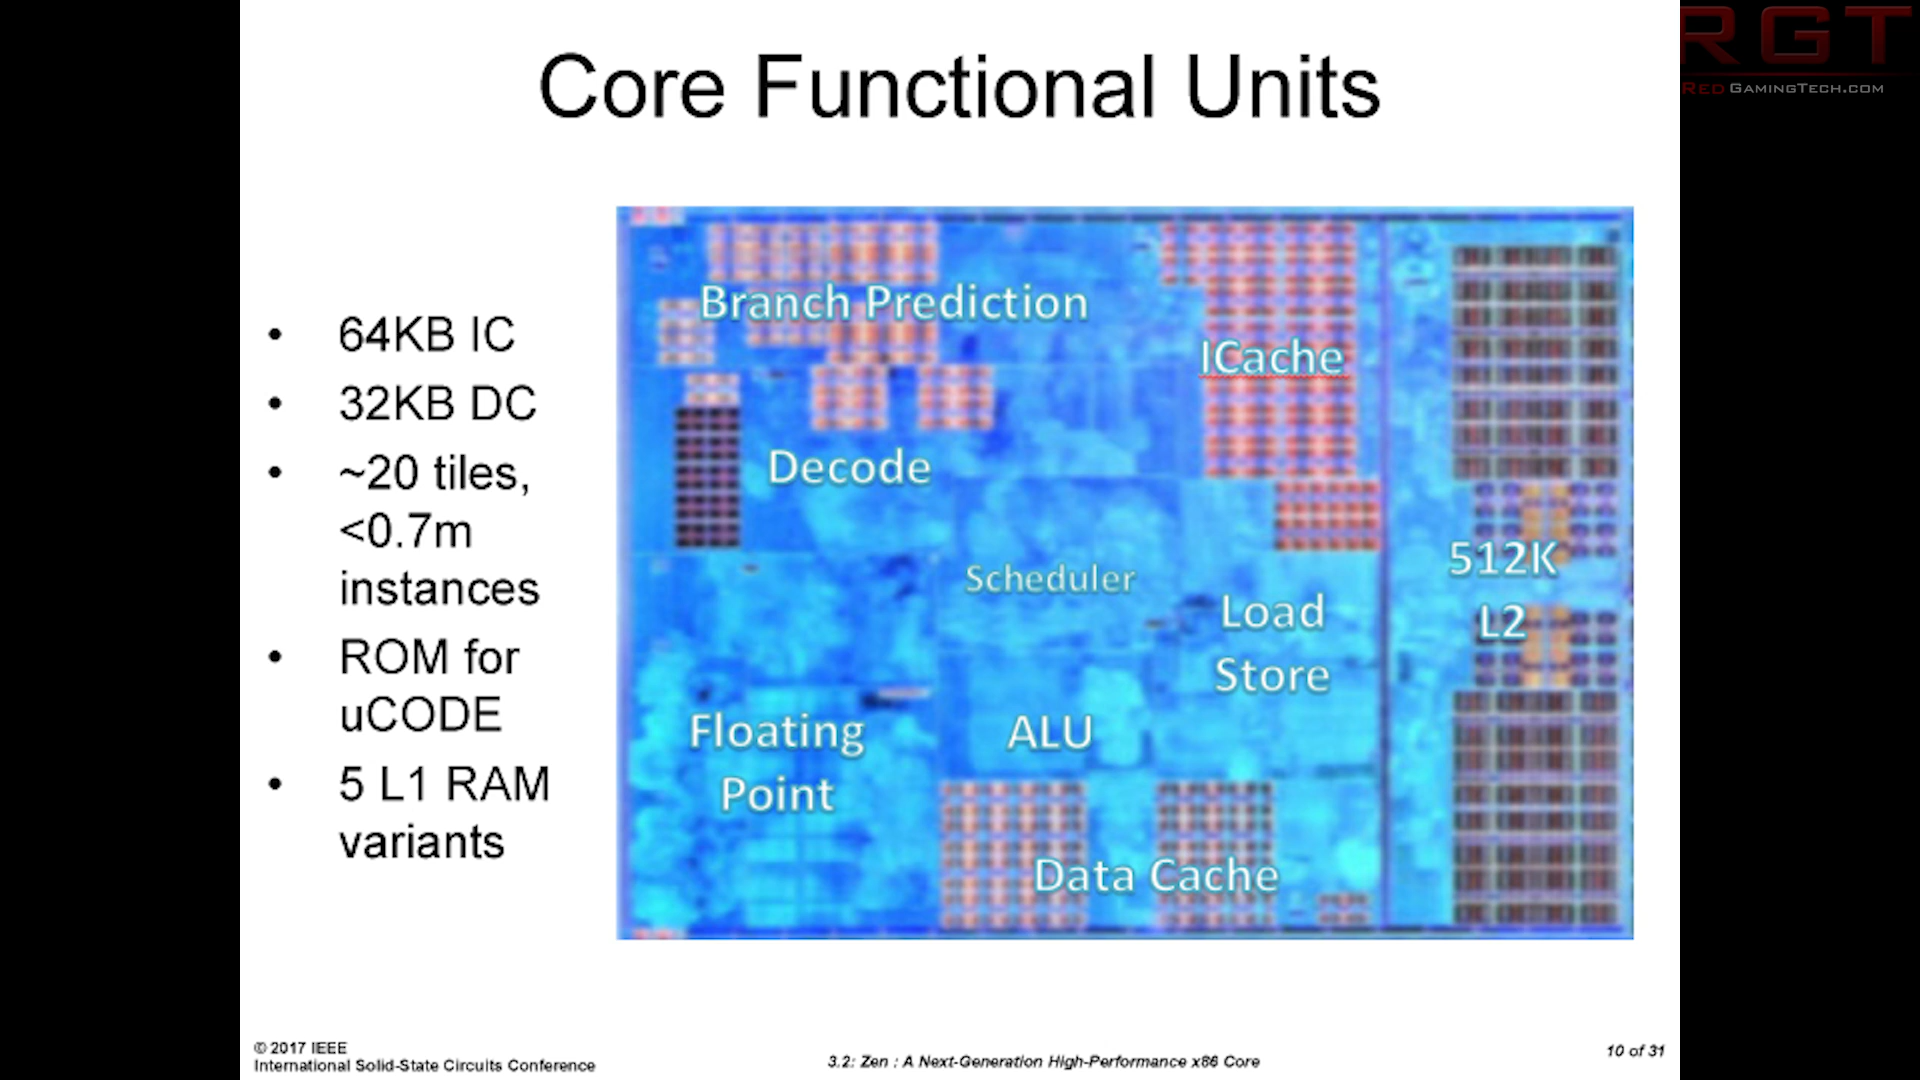 RGT
RED GAMINGTECH.COM
Core Functional Units
• 64KB IC
• 32KB DC
• ~20 tiles,
<0.7m
instances
• ROM for
uCODE
• 5 L1 RAM
variants
Branch Prediction
ICache
Decode
Scheduler
512K
L2
Load
Store
Floating
Point
ALU
Data Cache
© 2017 IEEE
International Solid-State Circuits Conference
3.2: Zen : A Next-Generation High-Performance x86 Core
10 of 31